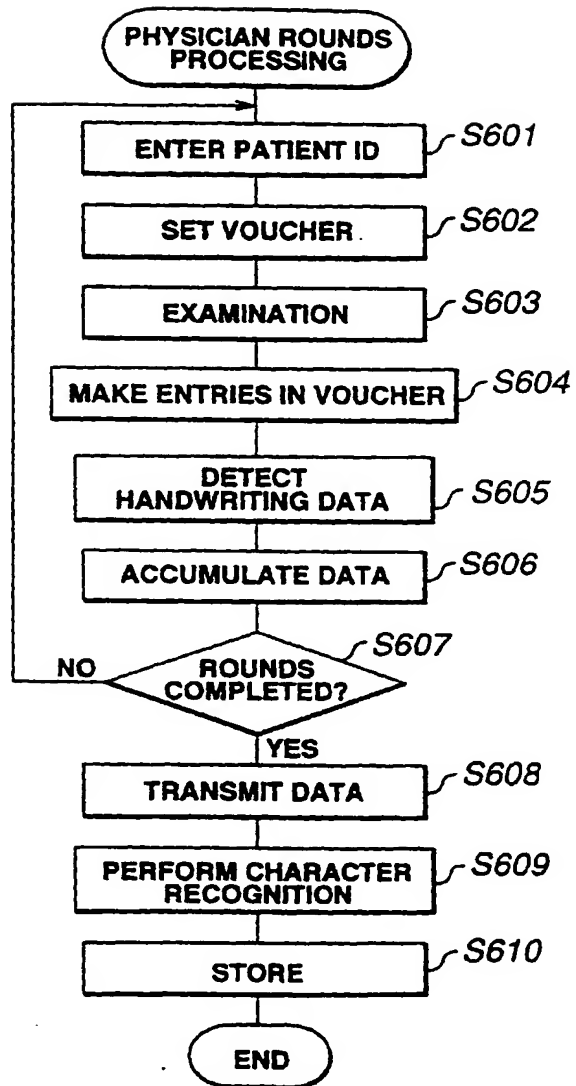 PHYSICIAN ROUNDS
PROCESSING
ENTER PATIENT ID
S601
SET VOUCHER
S602
EXAMINATION
S603
MAKE ENTRIES IN VOUCHER
S604
DETECT
HANDWRITING DATA
S605
ACCUMULATE DATA
S606
S607
NO
ROUNDS
COMPLETED?
YES
TRANSMIT DATA
S608
PERFORM CHARACTER
RECOGNITION
S609
STORE
S610
END